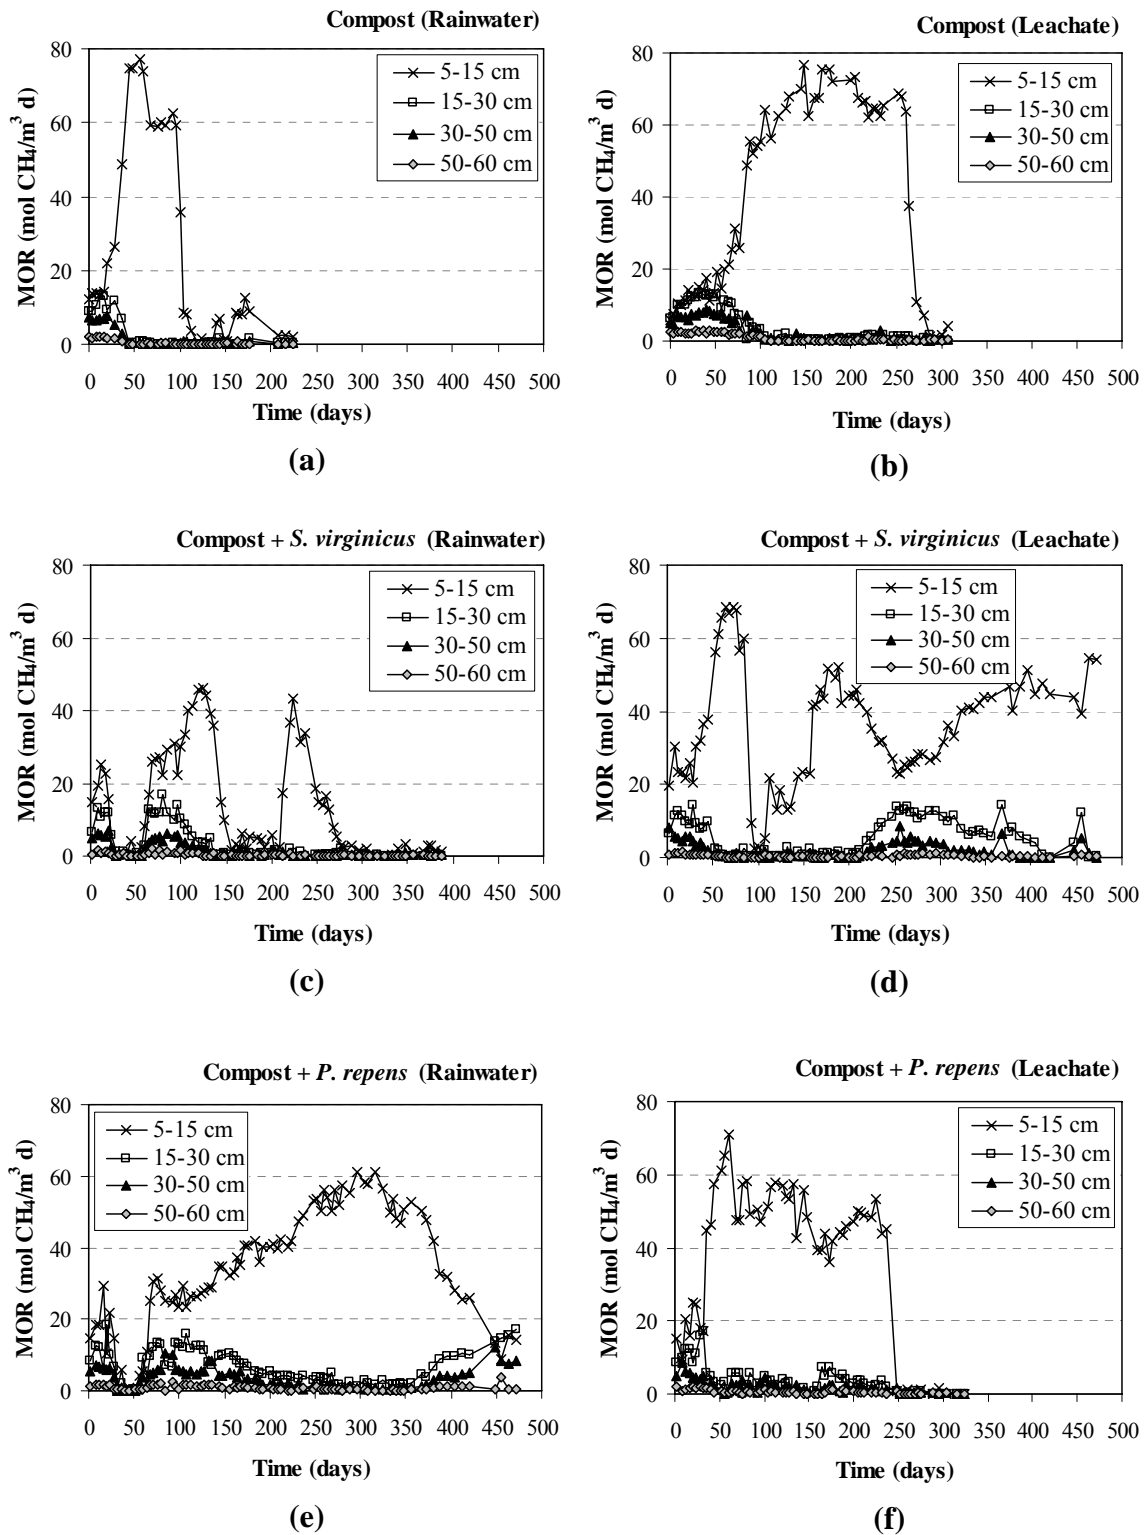 Compost (Rainwater)
80
60
40
20
0
MOR (mol CH4/m3 d)
5-15 cm
15-30 cm
30-50 cm
50-60 cm
0 50 100 150 200 250 300 350 400 450 500
Time (days)
(a)
Compost (Leachate)
80
60
40
20
0
MOR (mol CH4/m3 d)
5-15 cm
15-30 cm
30-50 cm
50-60 cm
0 50 100 150 200 250 300 350 400 450 500
Time (days)
(b)
Compost + S. virginicus (Rainwater)
80
60
40
20
0
MOR (mol CH4/m3 d)
5-15 cm
15-30 cm
30-50 cm
50-60 cm
0 50 100 150 200 250 300 350 400 450 500
Time (days)
(c)
Compost + S. virginicus (Leachate)
80
60
40
20
0
MOR (mol CH4/m3 d)
5-15 cm
15-30 cm
30-50 cm
50-60 cm
0 50 100 150 200 250 300 350 400 450 500
Time (days)
(d)
Compost + P. repens (Rainwater)
80
60
40
20
0
MOR (mol CH4/m3 d)
5-15 cm
15-30 cm
30-50 cm
50-60 cm
0 50 100 150 200 250 300 350 400 450 500
Time (days)
(e)
Compost + P. repens (Leachate)
80
60
40
20
0
MOR (mol CH4/m3 d)
5-15 cm
15-30 cm
30-50 cm
50-60 cm
0 50 100 150 200 250 300 350 400 450 500
Time (days)
(f)